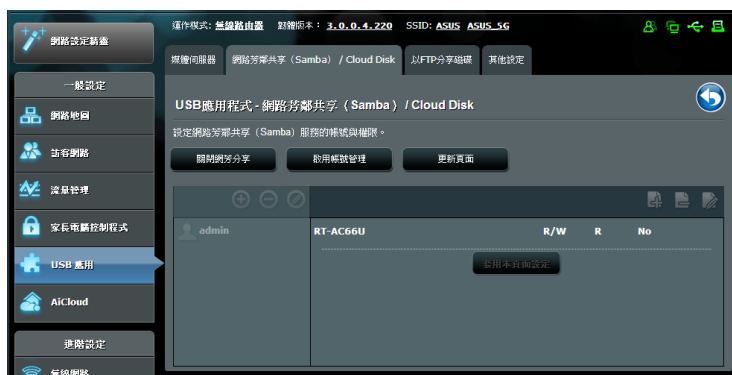 運作模式: 無線路由器 韌體版本: 3.0.0.4.220 SSID: ASUS ASUS_5G
網路設定精靈
媒體伺服器 網路芳鄰共享 (Samba) / Cloud Disk 以FTP分享磁碟 其他設定
一般設定
USB應用程式 - 網路芳鄰共享 (Samba) / Cloud Disk
網路地圖
設定網路芳鄰共享 (Samba) 服務的帳號與權限。
訪客網路
關閉網芳分享 啟用帳號管理 更新頁面
流量管理
家長電腦控制程式
admin RT-AC66U R/W R No
USB 應用
套用本頁面設定
AiCloud
進階設定
無線網路